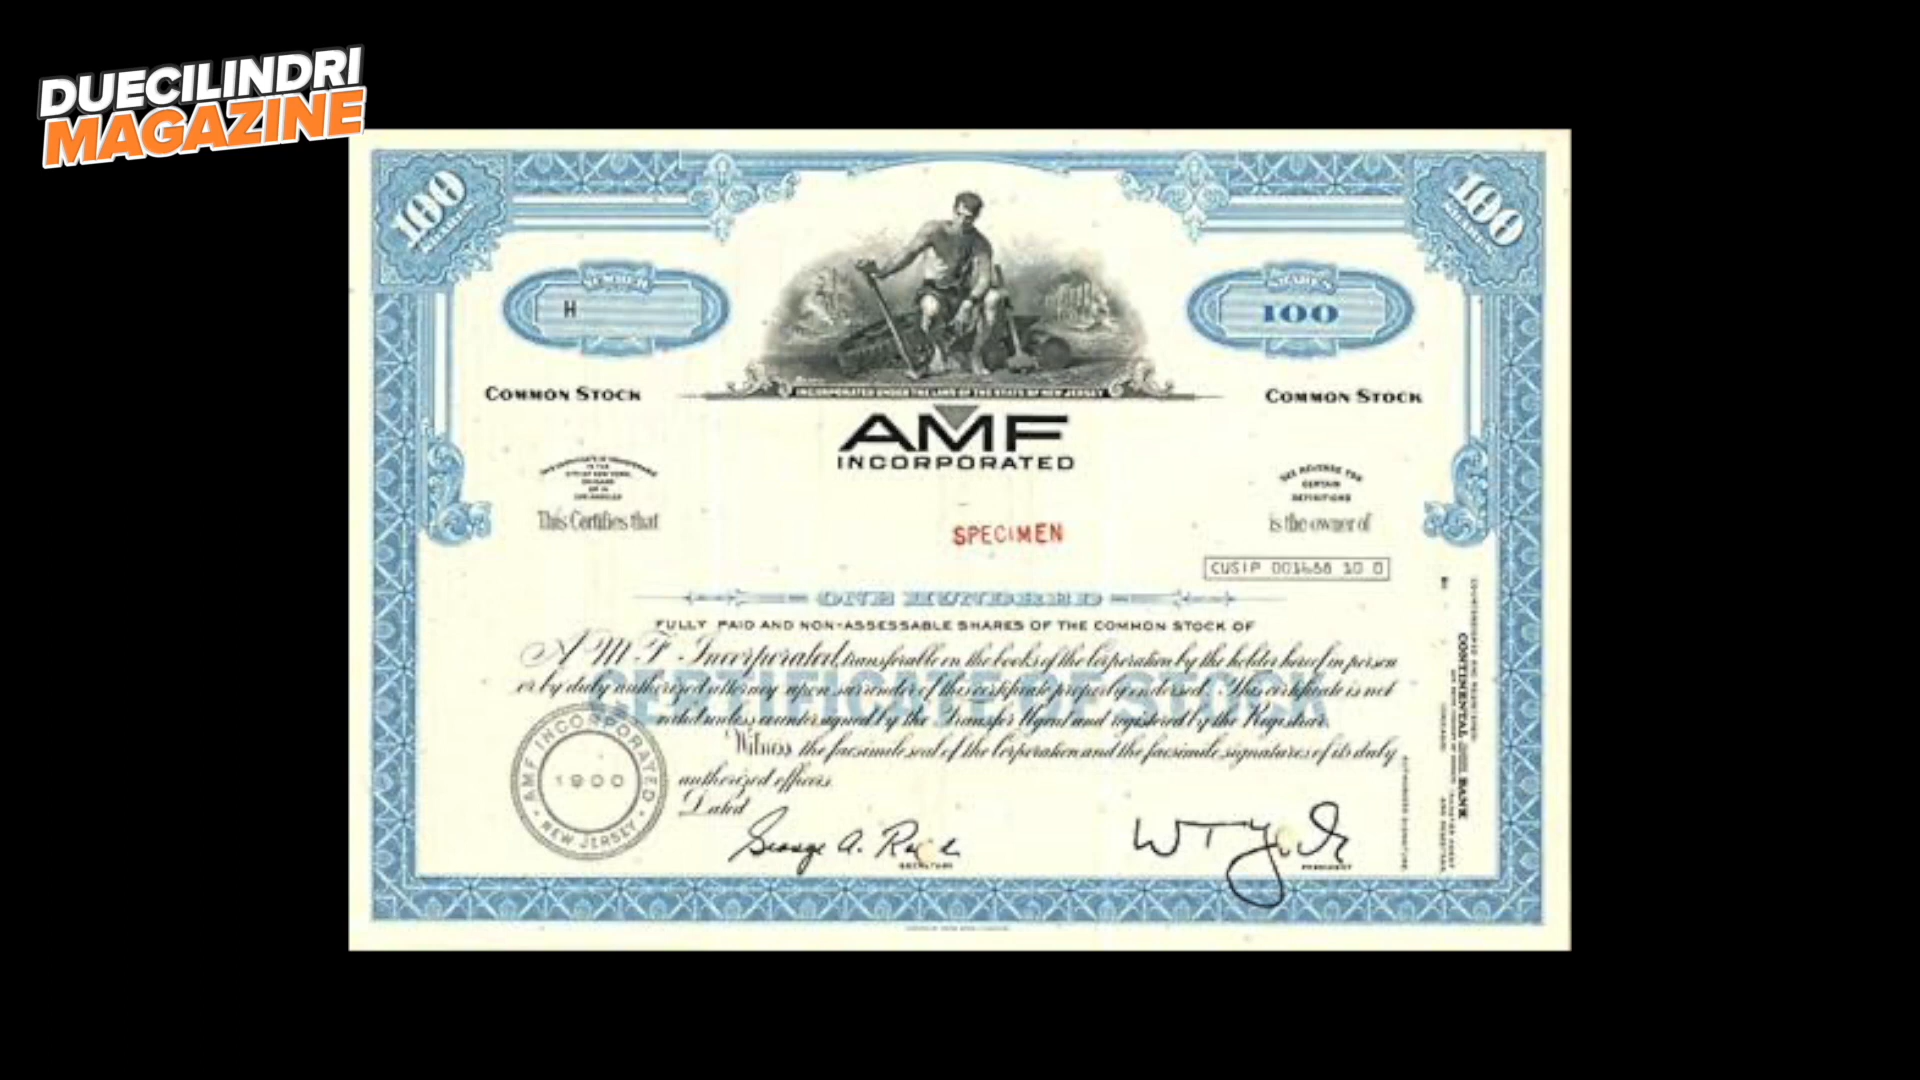 DUECILINDRI
MAGAZINE
100
SHARES
100
SHARES
NUMBER
H
SHARES
100
COMMON STOCK
COMMON STOCK
INCORPORATED UNDER THE LAWS OF THE STATE OF NEW JERSEY
AMF
INCORPORATED
SEE REVERSE FOR
CERTAIN
DEFINITIONS
This Certifies that
SPECIMEN
is the owner of
CUSIP
ONE HUNDRED
FULLY PAID AND NON-ASSESSABLE SHARES OF THE COMMON STOCK OF
AMF Incorporated, transferable on the books of the Corporation by the holder hereof in person
or by duly authorized attorney upon surrender of this certificate properly endorsed. This certificate is not
valid unless countersigned by the Transfer Agent and registered by the Registrar.
CERTIFICATE OF STOCK
Witness the facsimile seal of the Corporation and the facsimile signatures of its duly
authorized officers.
Dated
AMF INCORPORATED
1900
NEW JERSEY
George A.
SECRETARY
PRESIDENT
CONTINENTAL BANK